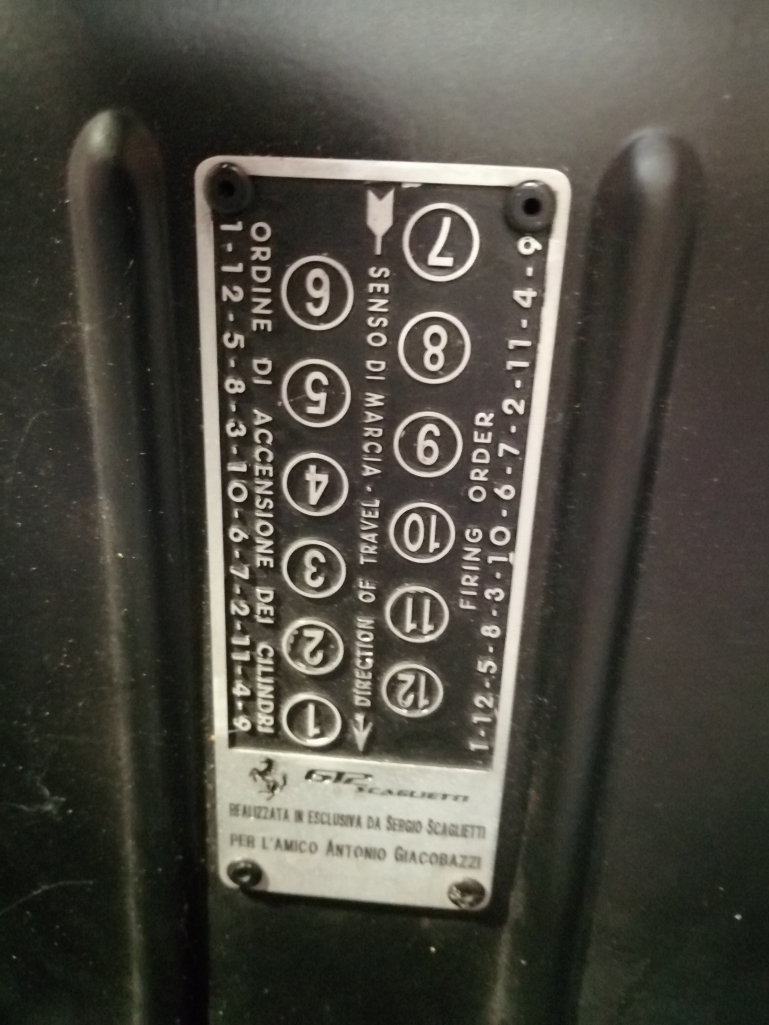 ORDINE DI ACCENSIONE DEI CILINDRI
1-12-5-8-3-10-6-7-2-11-4-9
6 5 4 3 2 1
SENSO DI MARCIA - DIRECTION OF TRAVEL
7 8 9 10 11 12
FIRING ORDER
1-12-5-8-3-10-6-7-2-11-4-9
612
SCAGLIETTI
REALIZZATA IN ESCLUSIVA DA SERGIO SCAGLIETTI
PER L'AMICO ANTONIO GIACOBAZZI